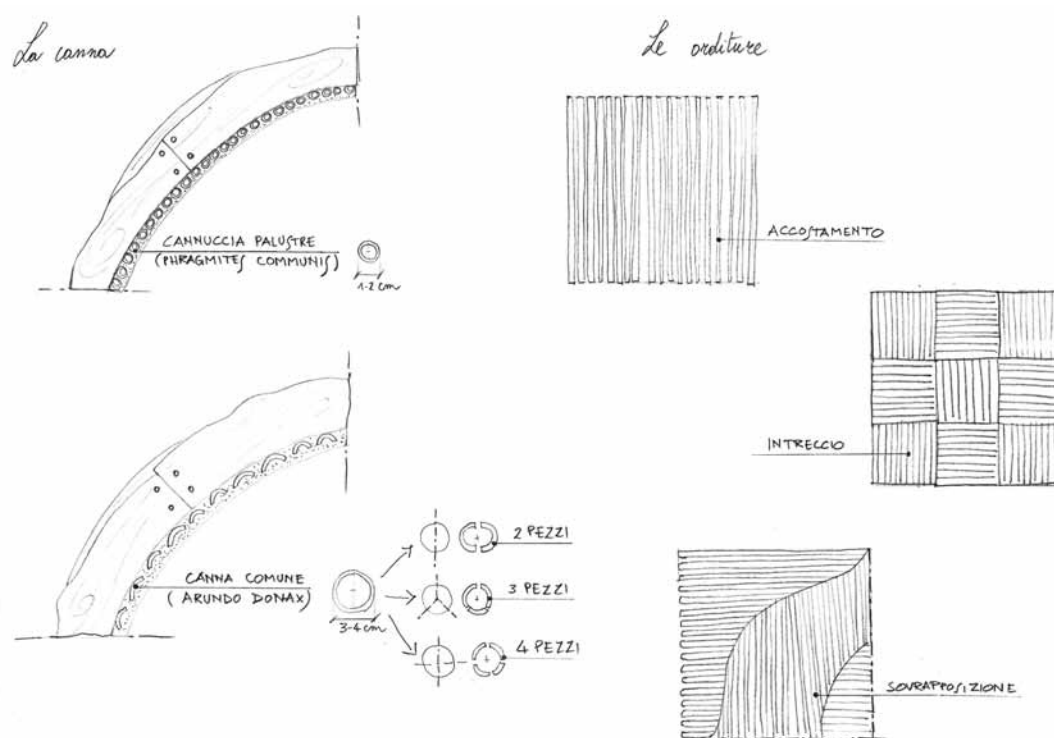 La canna
CANNUCCIA PALUSTRE
(PHRAGMITES COMMUNIS)
1-2 cm
CANNA COMUNE
(ARUNDO DONAX)
3-4 cm
2 PEZZI
3 PEZZI
4 PEZZI
Le orditure
ACCOSTAMENTO
INTRECCIO
SOVRAPPOSIZIONE